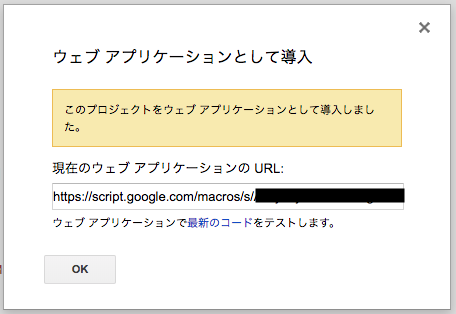 ウェブ アプリケーションとして導入
このプロジェクトをウェブ アプリケーションとして導入しまし
た。
現在のウェブ アプリケーションの URL:
https://script.google.com/macros/s/
ウェブ アプリケーションで最新のコードをテストします。
OK